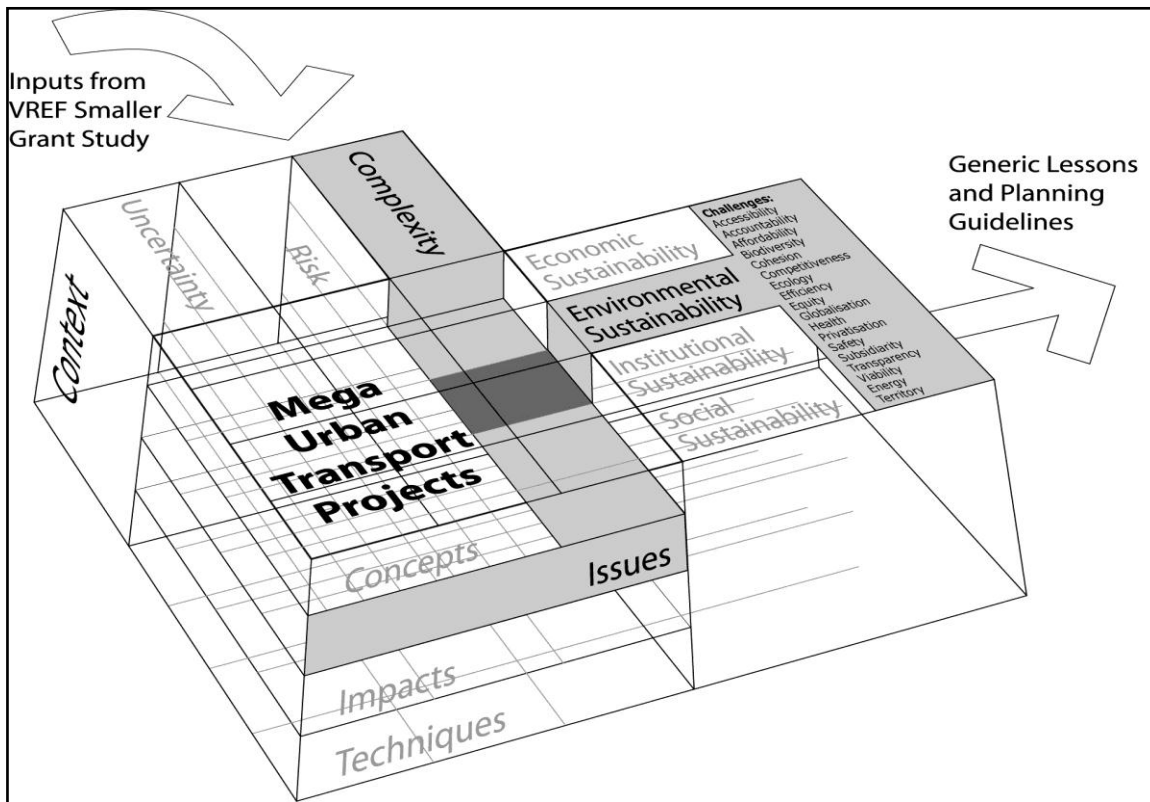 Inputs from
VREF Smaller
Grant Study
Complexity
Uncertainty
Risk
Context
Economic
Sustainability
Environmental
Sustainability
Institutional
Sustainability
Social
Sustainability
Challenges:
Accessibility
Accountability
Affordability
Biodiversity
Cohesion
Competitiveness
Ecology
Efficiency
Equity
Globalisation
Health
Privatisation
Safety
Subsidiarity
Transparency
Viability
Energy
Territory
Generic Lessons
and Planning
Guidelines
Mega
Urban
Transport
Projects
Concepts
Issues
Impacts
Techniques